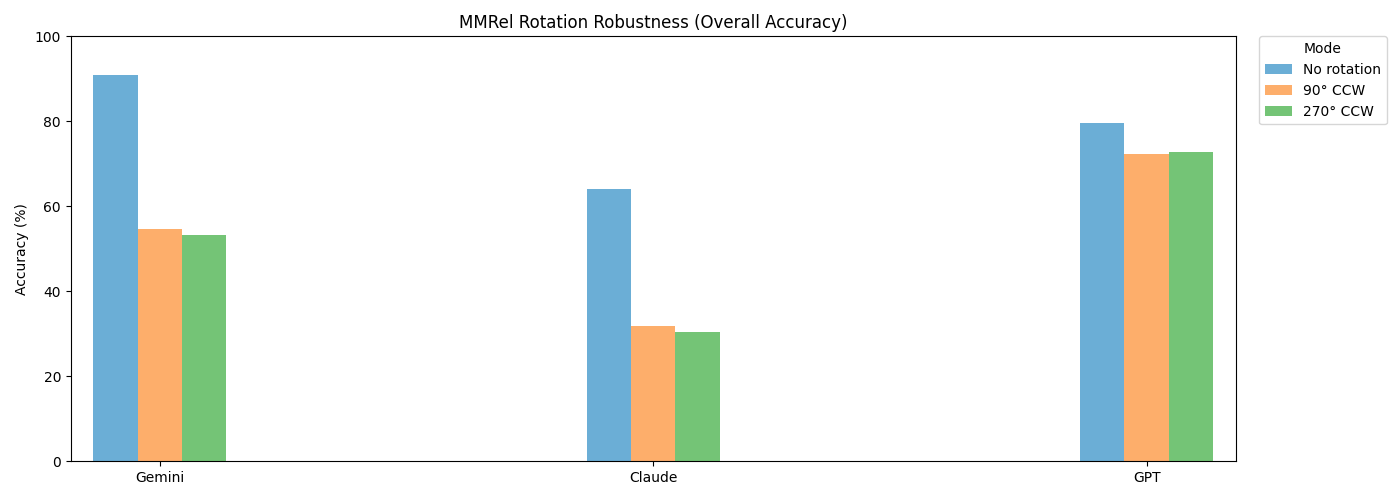 MMRel Rotation Robustness (Overall Accuracy)
Accuracy (%)
100
80
60
40
20
0
Gemini
Claude
GPT
Mode
No rotation
90° CCW
270° CCW